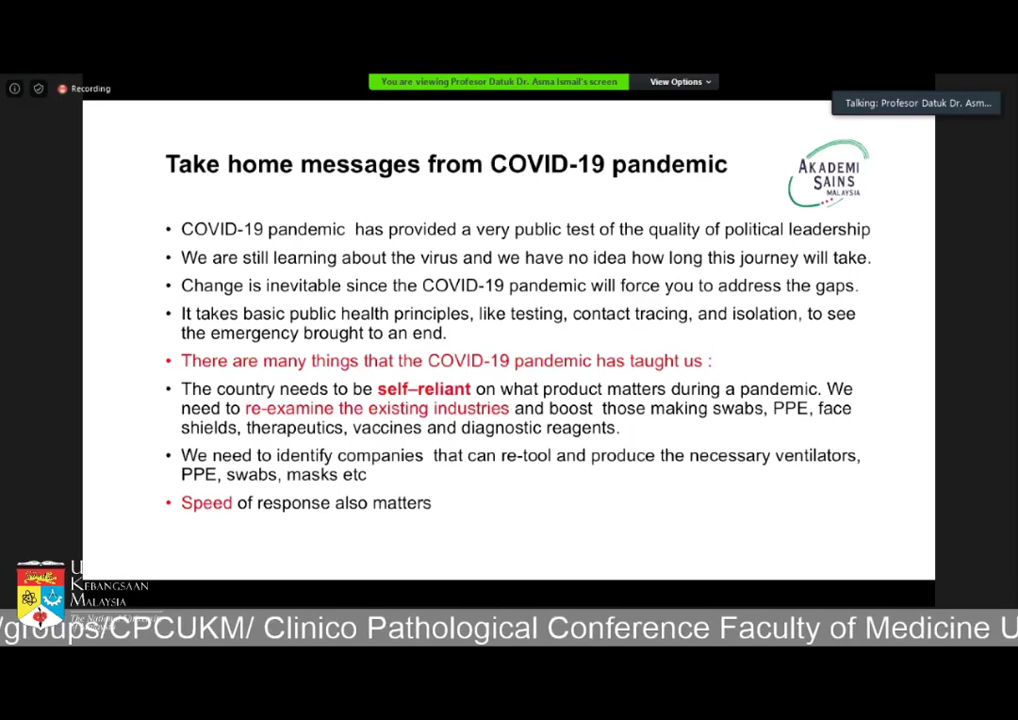 You are viewing Profesor Datuk Dr. Asma Ismail's screen
View Options
Recording
Talking: Profesor Datuk Dr. Asm...
Take home messages from COVID-19 pandemic
AKADEMI
SAINS
MALAYSIA
• COVID-19 pandemic has provided a very public test of the quality of political leadership
• We are still learning about the virus and we have no idea how long this journey will take.
• Change is inevitable since the COVID-19 pandemic will force you to address the gaps.
• It takes basic public health principles, like testing, contact tracing, and isolation, to see
the emergency brought to an end.
• There are many things that the COVID-19 pandemic has taught us :
• The country needs to be self–reliant on what product matters during a pandemic. We
need to re-examine the existing industries and boost those making swabs, PPE, face
shields, therapeutics, vaccines and diagnostic reagents.
• We need to identify companies that can re-tool and produce the necessary ventilators,
PPE, swabs, masks etc
• Speed of response also matters
U
KEBANGSAAN
MALAYSIA
The National
/groups/CPCUKM/ Clinico Pathological Conference Faculty of Medicine U